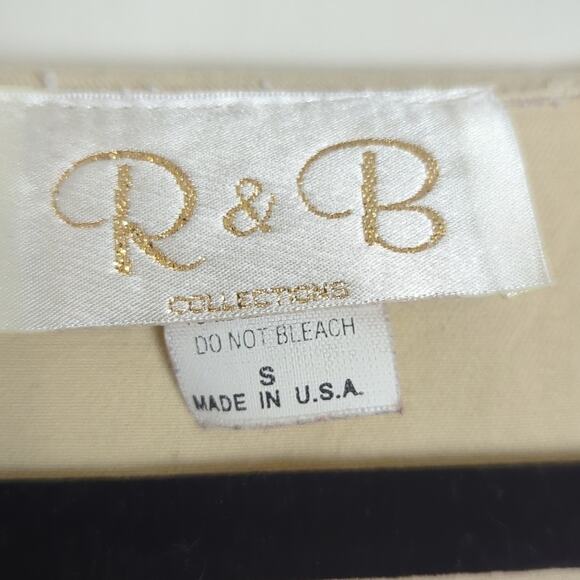 R & B
COLLECTIONS
DO NOT BLEACH
S
MADE IN U.S.A.